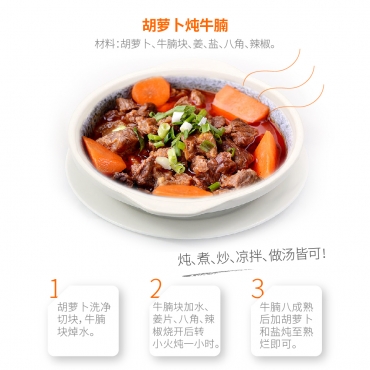 胡萝卜炖牛腩
材料:胡萝卜、牛腩块、姜、盐、八角、辣椒。
炖、煮、炒、凉拌、做汤皆可!
1
胡萝卜洗净
切块,牛腩
块焯水。
2
牛腩块加水、
姜片、八角、辣
椒烧开后转
小火炖一小时。
3
牛腩八成熟
后加胡萝卜
和盐炖至熟
烂即可。